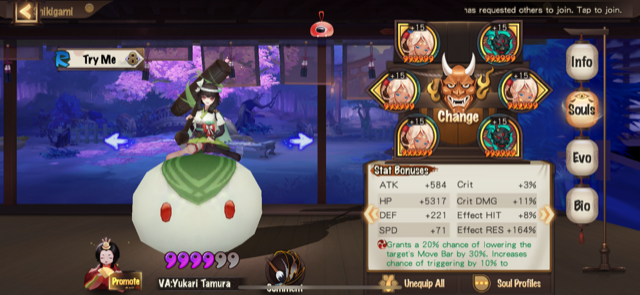 hikigami
has requested others to join. Tap to join.
Try Me
+15
+15
+15
+15
+15
+15
Change
Info
Souls
Evo
Bio
Stat Bonuses
ATK +584 Crit +3%
HP +5317 Crit DMG +11%
DEF +221 Effect HIT +8%
SPD +71 Effect RES +164%
Grants a 20% chance of lowering the
target's Move Bar by 30%. Increases
chance of triggering by 10% to
Promote
VA:Yukari Tamura
Comment
Unequip All
Soul Profiles